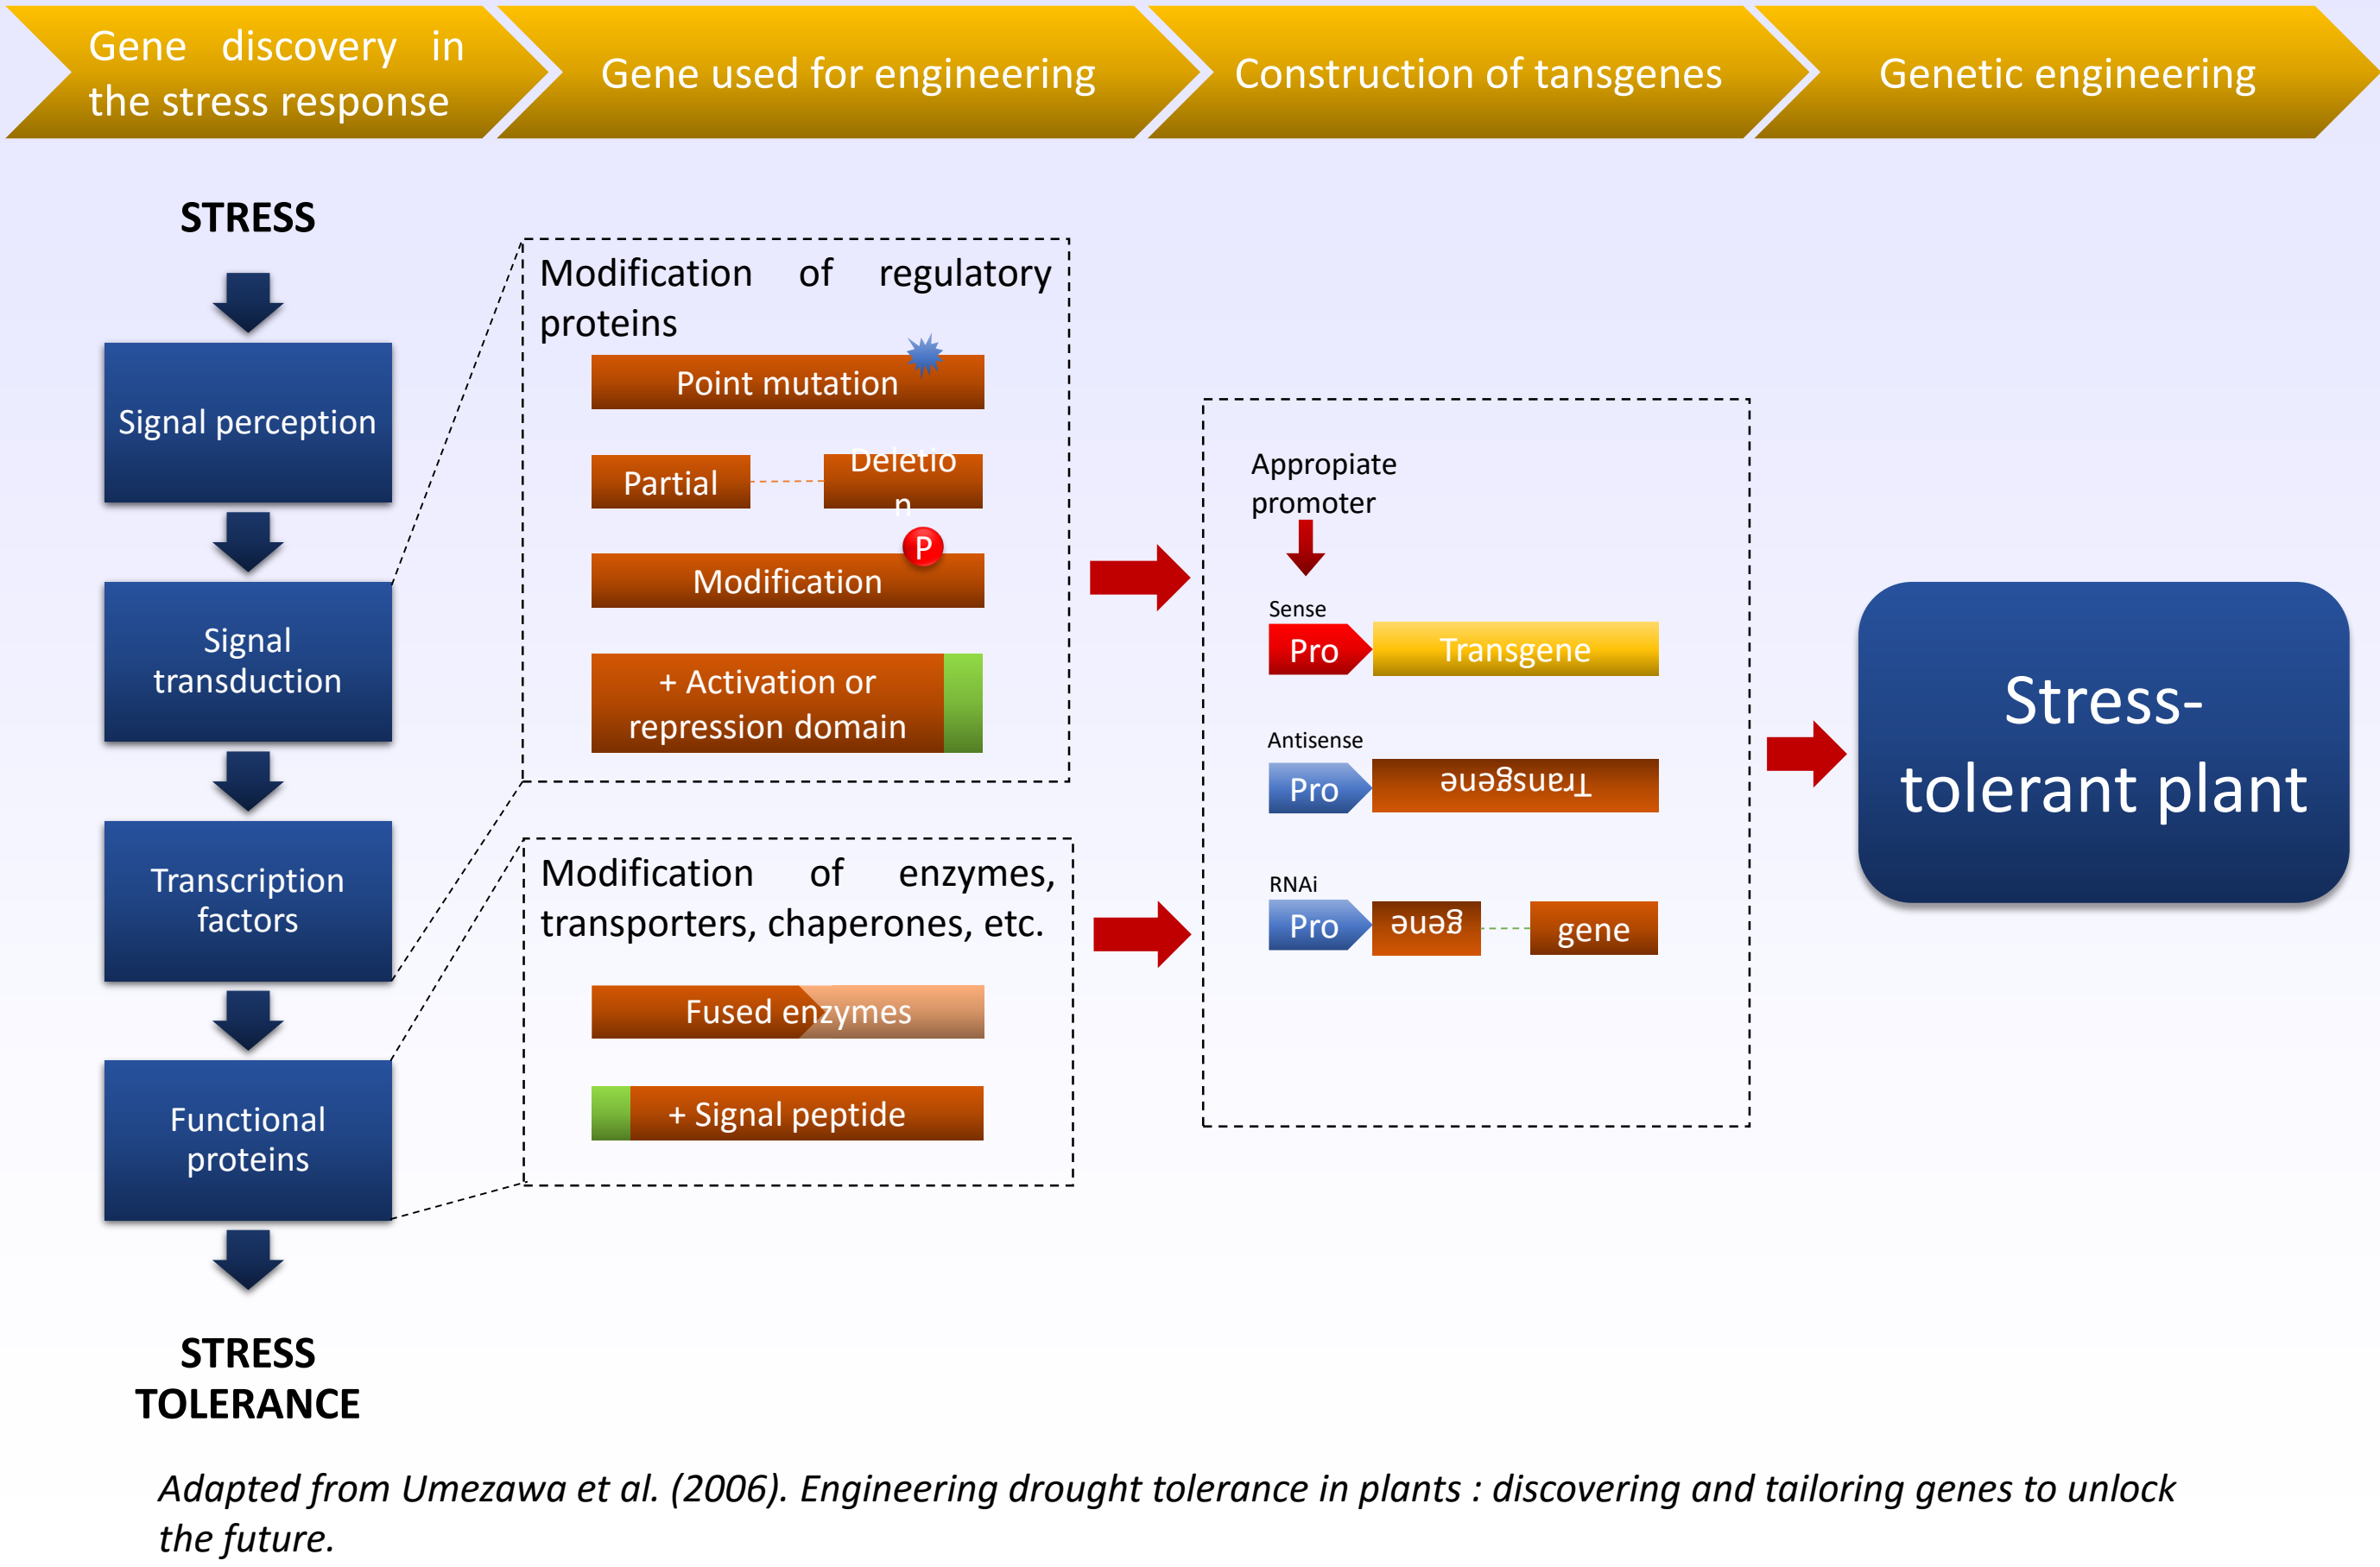 Gene discovery in
the stress response
Gene used for engineering
Construction of tansgenes
Genetic engineering
STRESS
Signal perception
Signal
transduction
Transcription
factors
Functional
proteins
STRESS
TOLERANCE
Modification of regulatory
proteins
Point mutation
Partial
Deletio
n
P
Modification
+ Activation or
repression domain
Modification of enzymes,
transporters, chaperones, etc.
Fused enzymes
+ Signal peptide
Appropiate
promoter
Sense
Pro
Transgene
Antisense
Pro
Transgene
RNAi
Pro
gene
gene
Stress-
tolerant plant
Adapted from Umezawa et al. (2006). Engineering drought tolerance in plants : discovering and tailoring genes to unlock
the future.